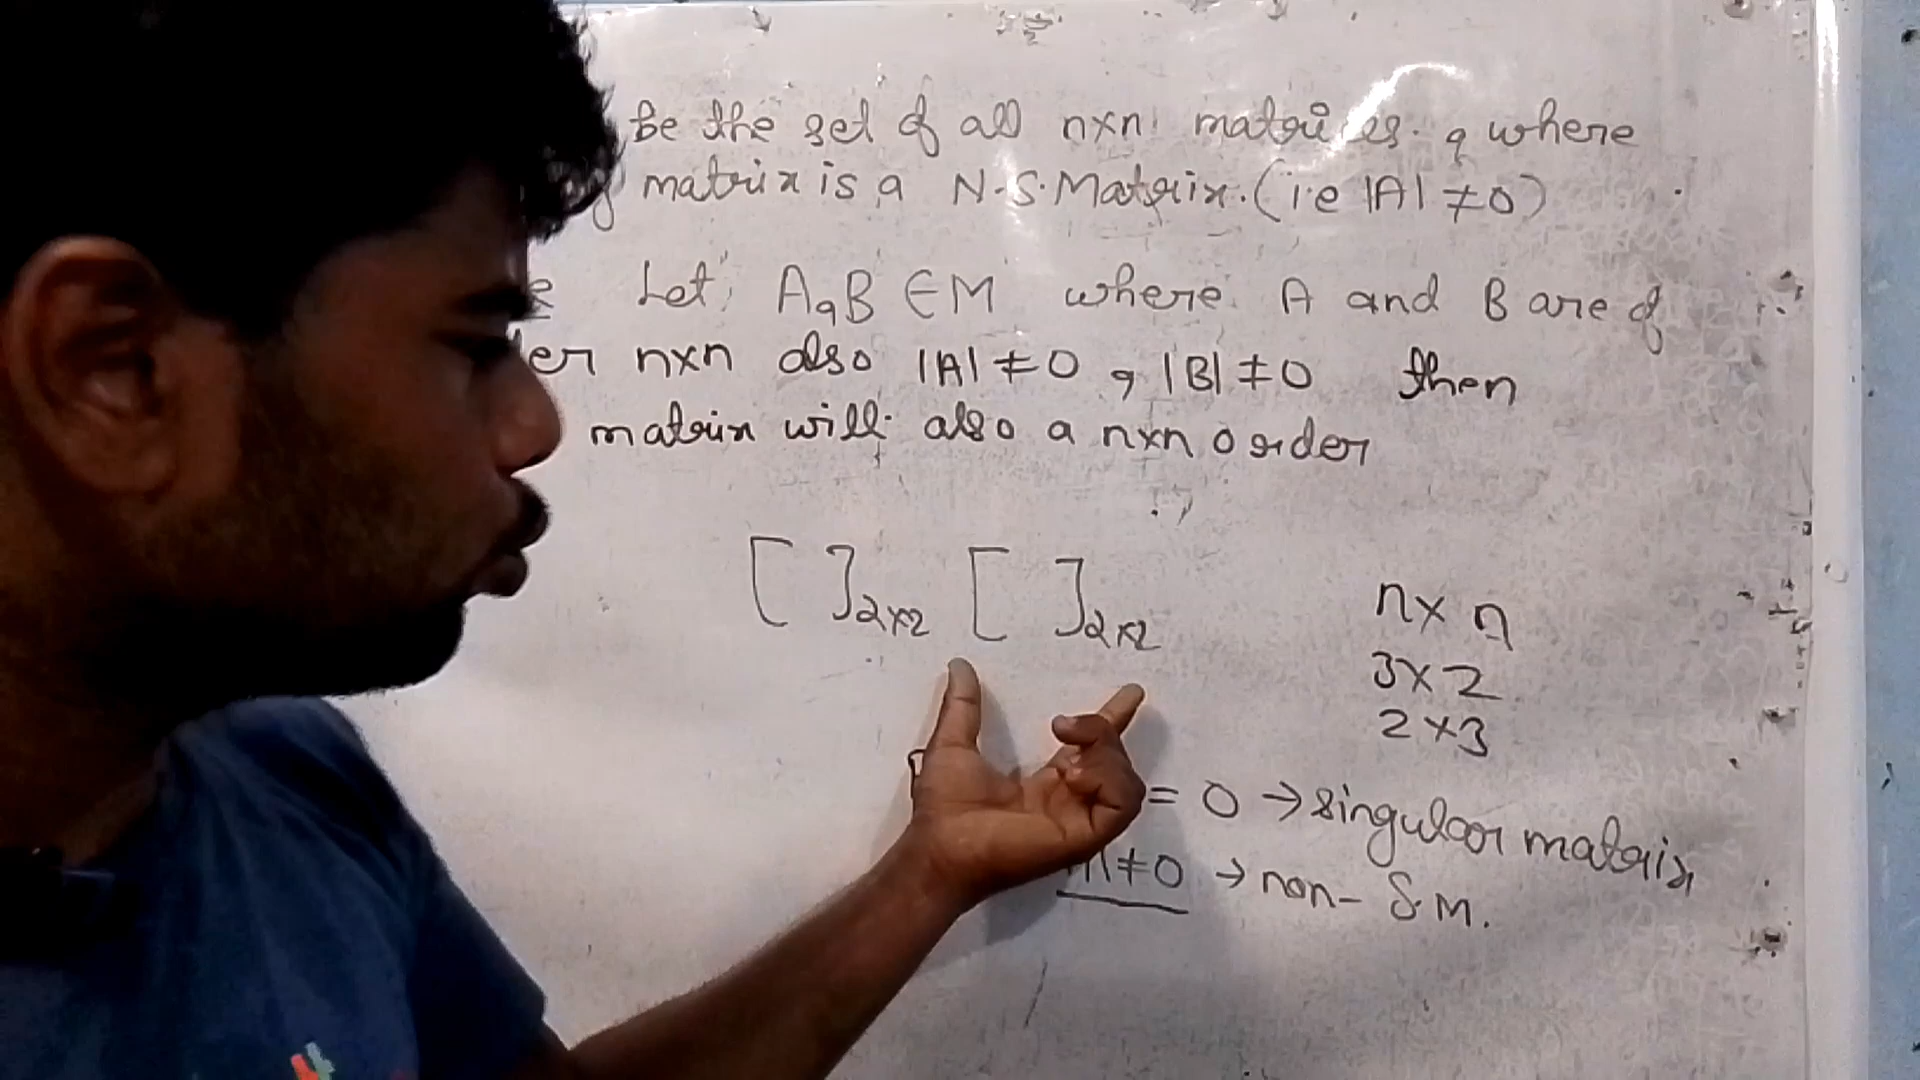 be the set of all n×n matrices, where
matrix is a N.S. Matrix. (i.e |A| ≠ 0)
Let A,B ∈ M where A and B are of
er n×n also |A| ≠ 0, |B| ≠ 0 then
matrix will also a n×n order
[ ]2×2 [ ]2×2
n×n
3×2
2×3
= 0 → singular matrix
≠ 0 → non- S.M.